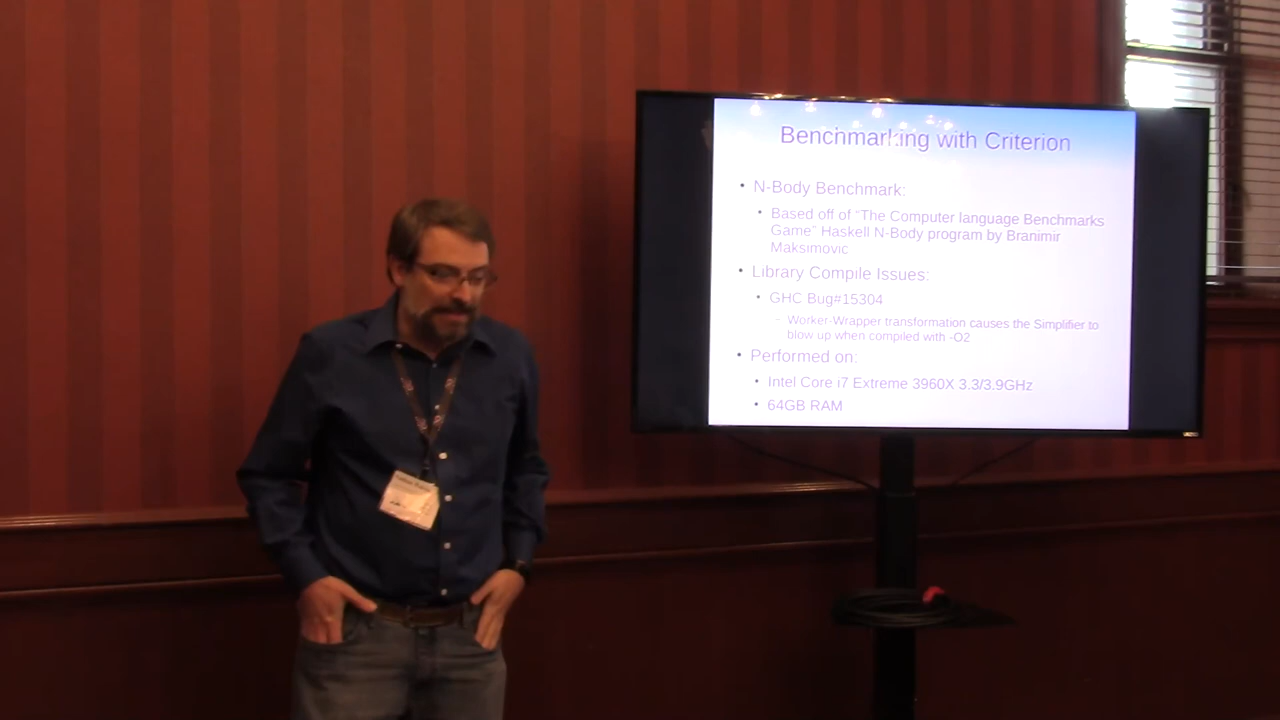 Benchmarking with Criterion
• N-Body Benchmark:
• Based off of “The Computer language Benchmarks
Game” Haskell N-Body program by Branimir
Maksimovic
• Library Compile Issues:
• GHC Bug#15304
– Worker-Wrapper transformation causes the Simplifier to
blow up when compiled with -O2
• Performed on:
• Intel Core i7 Extreme 3960X 3.3/3.9GHz
• 64GB RAM